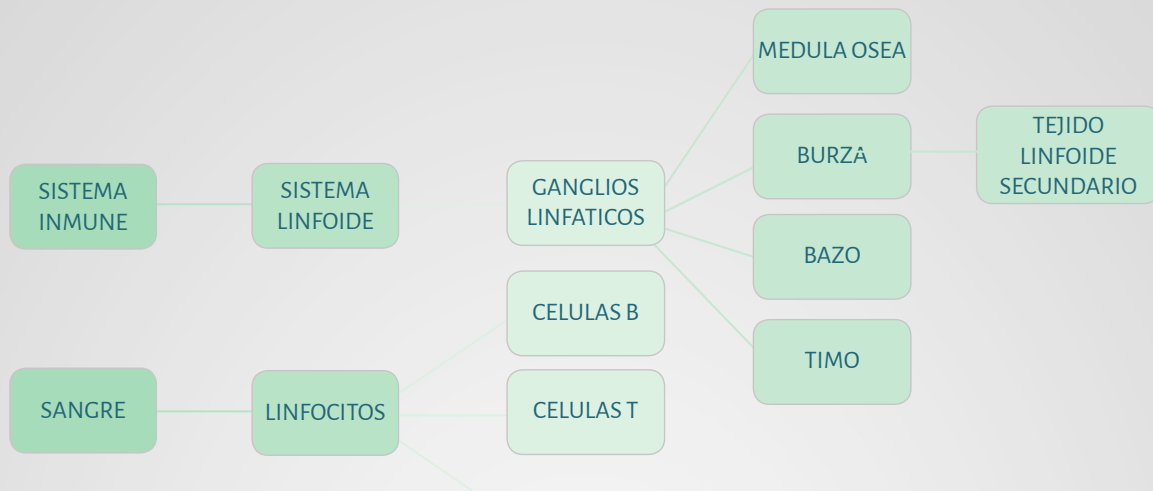 MEDULA OSEA
BURZA
TEJIDO
LINFOIDE
SECUNDARIO
SISTEMA
INMUNE
SISTEMA
LINFOIDE
GANGLIOS
LINFATICOS
BAZO
CELULAS B
TIMO
SANGRE
LINFOCITOS
CELULAS T